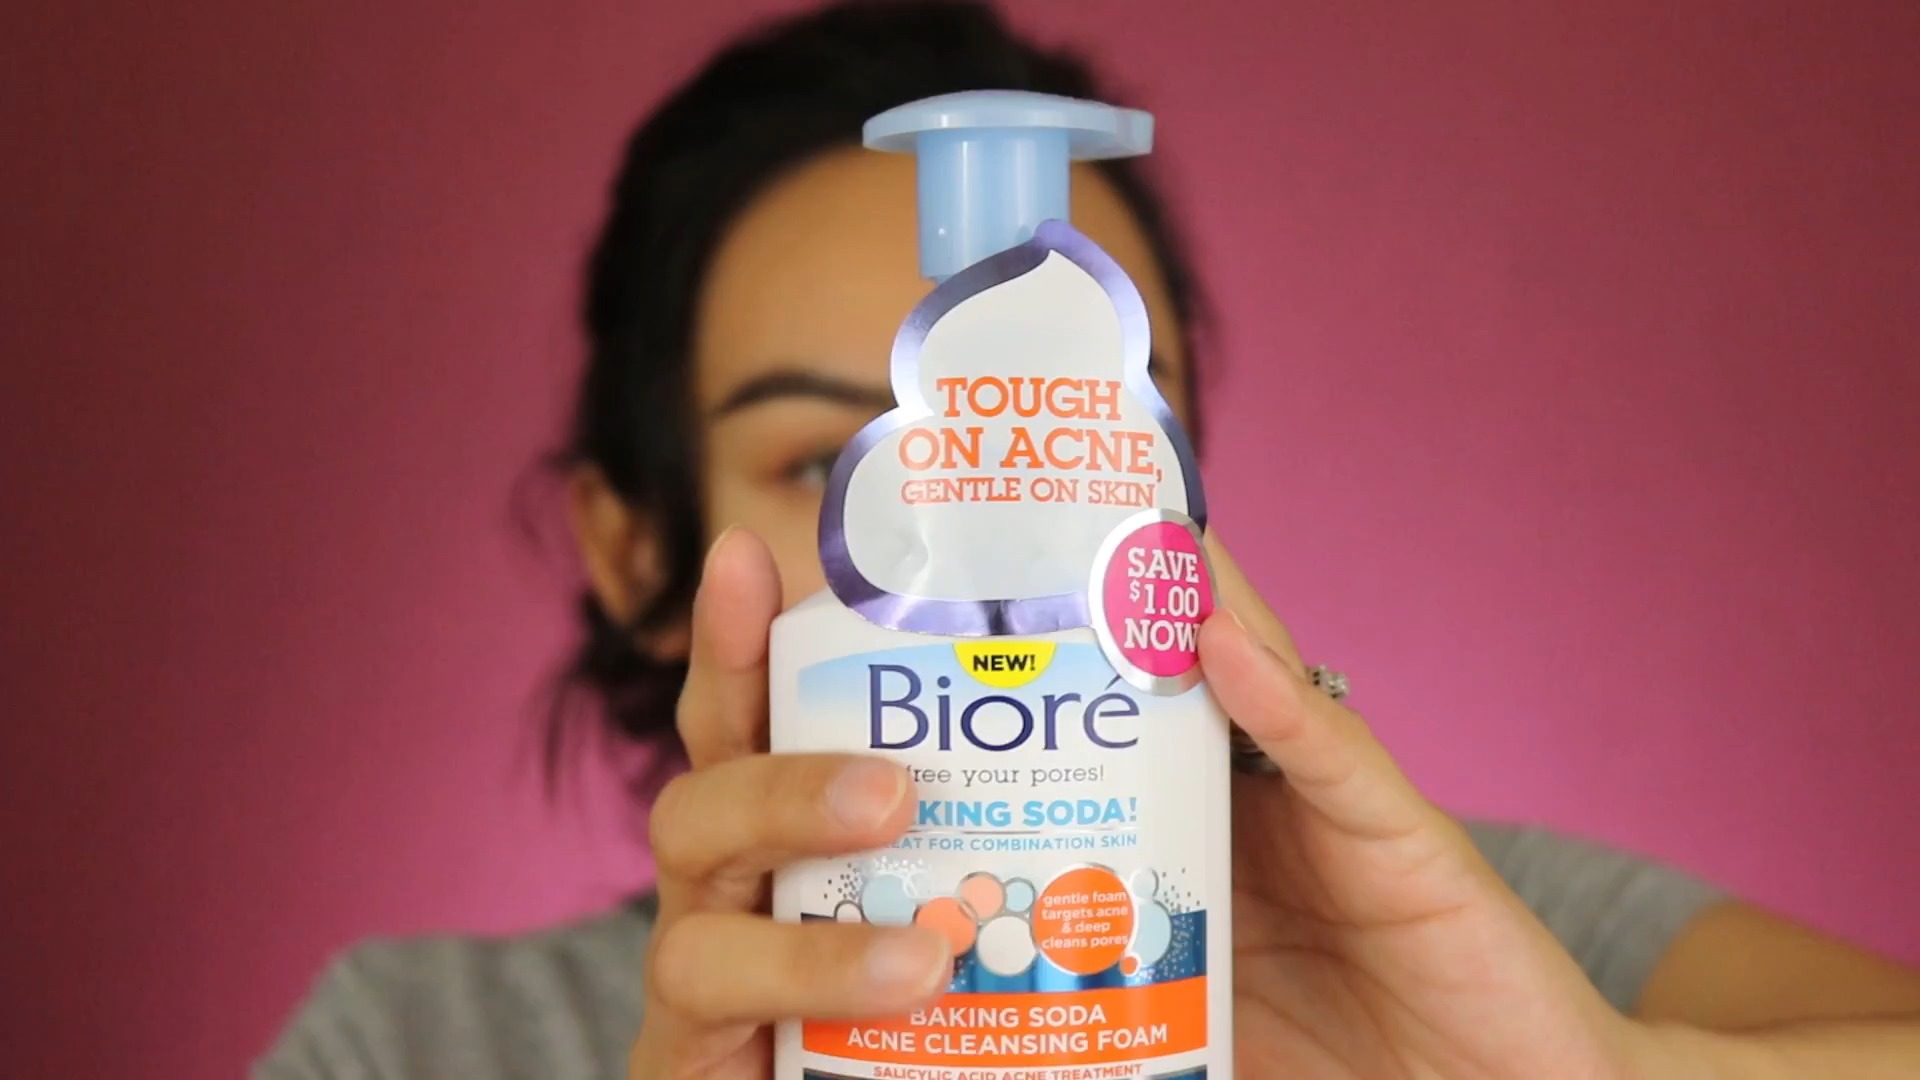 TOUGH
ON ACNE,
GENTLE ON SKIN
SAVE
$1.00
NOW
NEW!
Bioré
free your pores!
KING SODA!
EAT FOR COMBINATION SKIN
gentle foam
targets acne
& deep
cleans pores
BAKING SODA
ACNE CLEANSING FOAM
SALICYLIC ACID ACNE TREATMENT